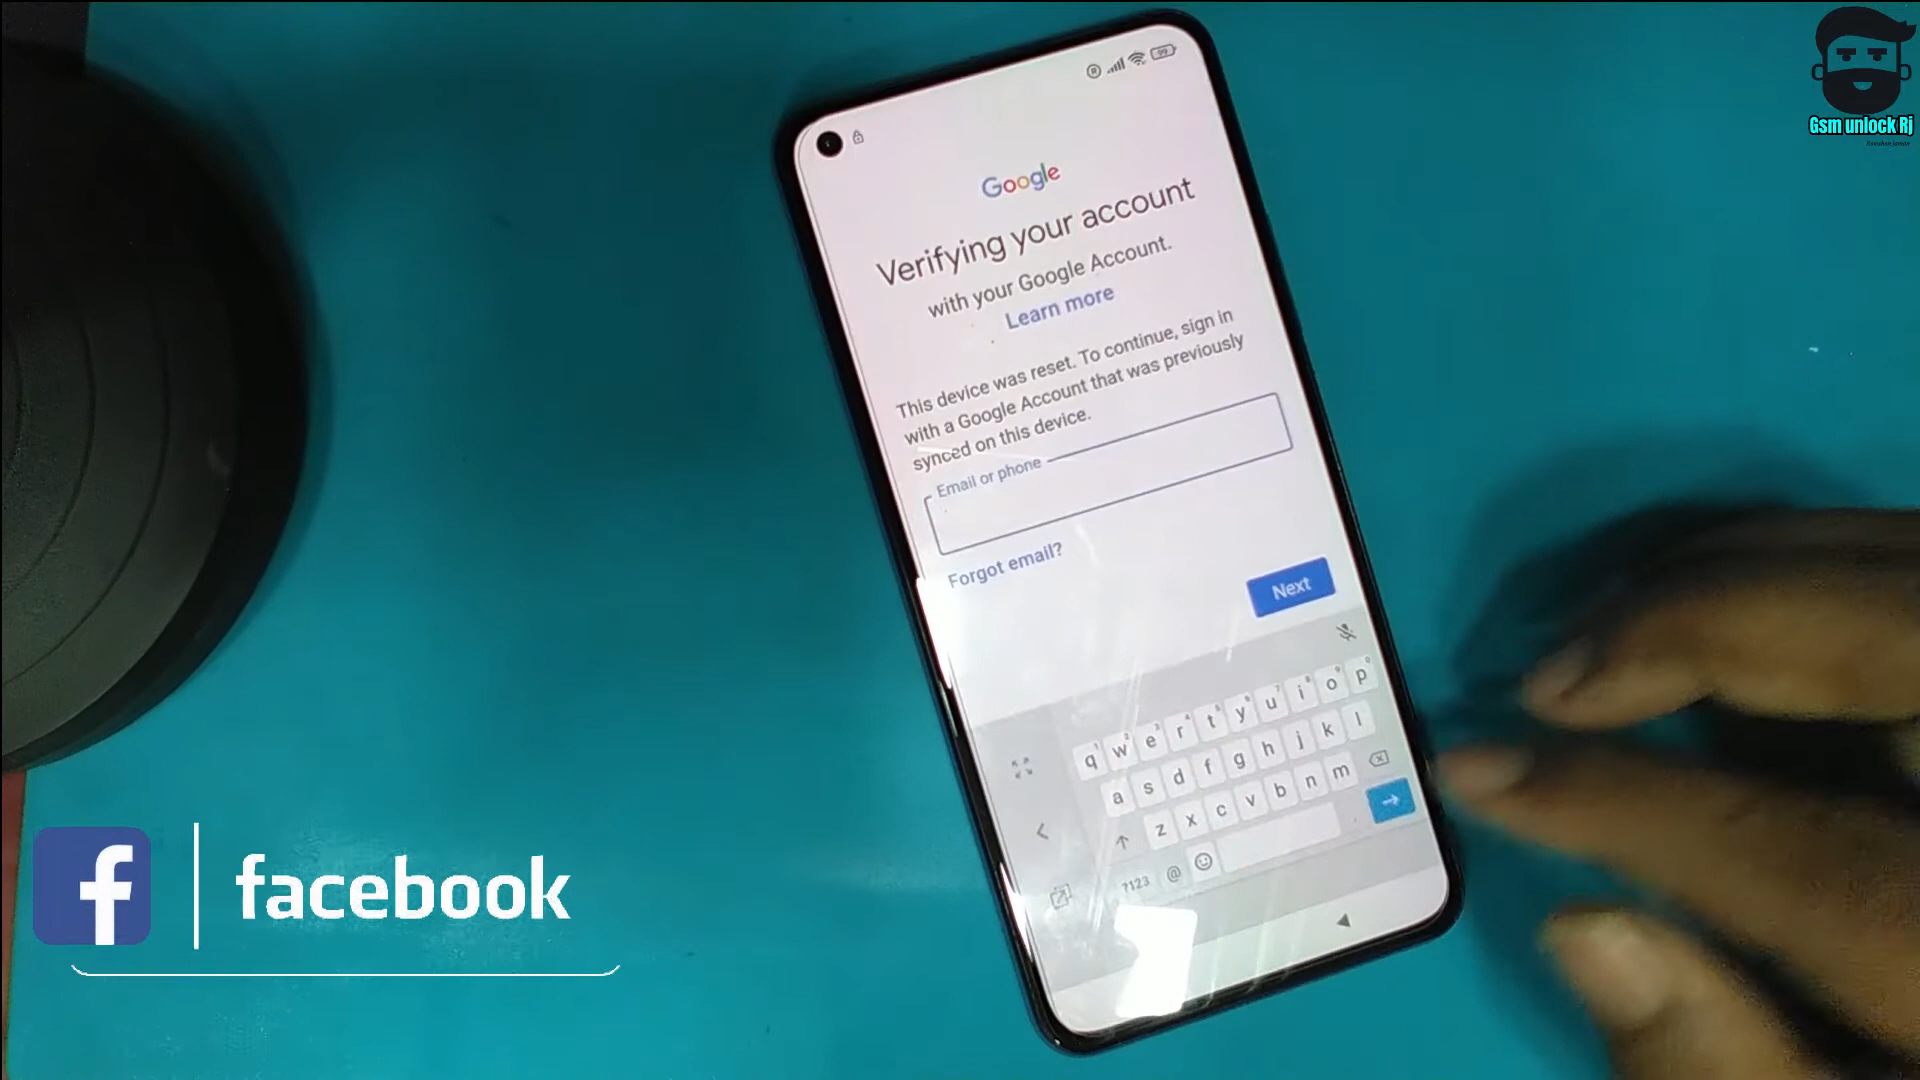 99
Gsm unlock Rj
Google
Verifying your account
with your Google Account.
Learn more
This device was reset. To continue, sign in
with a Google Account that was previously
synced on this device.
Email or phone
Forgot email?
Next
q w e r t y u i o p
a s d f g h j k l
z x c v b n m
?123 @ .
f facebook